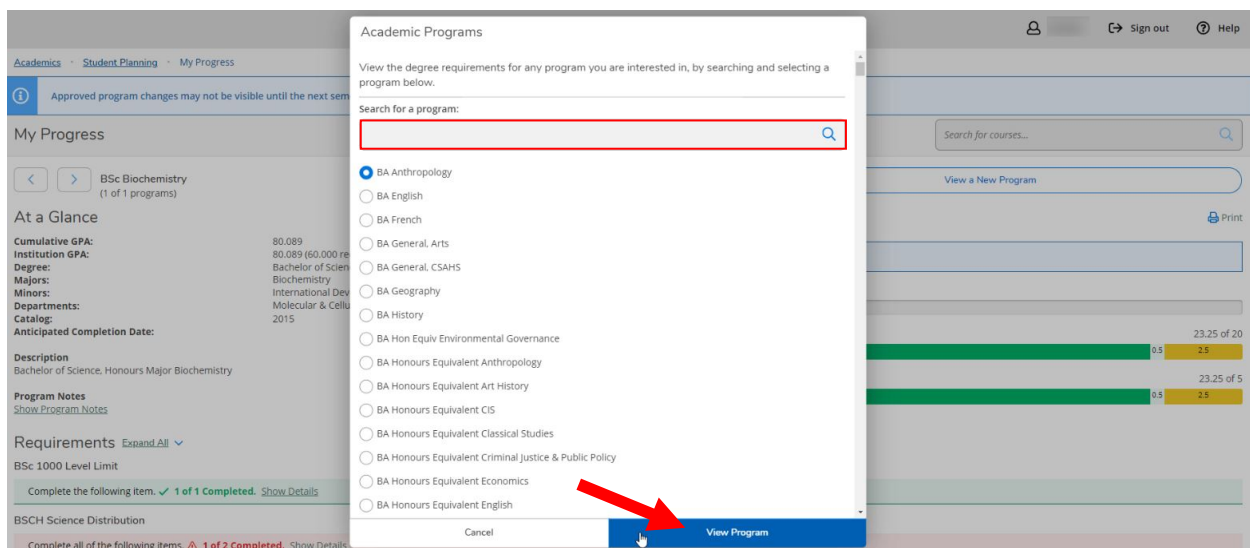 Sign out
Help
Academics · Student Planning · My Progress
Approved program changes may not be visible until the next sem
My Progress
Search for courses...
BSc Biochemistry
(1 of 1 programs)
View a New Program
At a Glance
Print
Cumulative GPA: 80.089
Institution GPA: 80.089 (60.000 re
Degree: Bachelor of Scien
Majors: Biochemistry
Minors: International Dev
Departments: Molecular & Cellu
Catalog: 2015
Anticipated Completion Date:
23.25 of 20
0.5 2.5
Description
Bachelor of Science, Honours Major Biochemistry
23.25 of 5
0.5 2.5
Program Notes
Show Program Notes
Requirements Expand All
BSc 1000 Level Limit
Complete the following item. ✓ 1 of 1 Completed. Show Details
BSCH Science Distribution
Complete all of the following items. ⚠ 1 of 2 Completed. Show Details
Academic Programs
View the degree requirements for any program you are interested in, by searching and selecting a
program below.
Search for a program:
BA Anthropology
BA English
BA French
BA General, Arts
BA General, CSAHS
BA Geography
BA History
BA Hon Equiv Environmental Governance
BA Honours Equivalent Anthropology
BA Honours Equivalent Art History
BA Honours Equivalent CIS
BA Honours Equivalent Classical Studies
BA Honours Equivalent Criminal Justice & Public Policy
BA Honours Equivalent Economics
BA Honours Equivalent English
Cancel
View Program